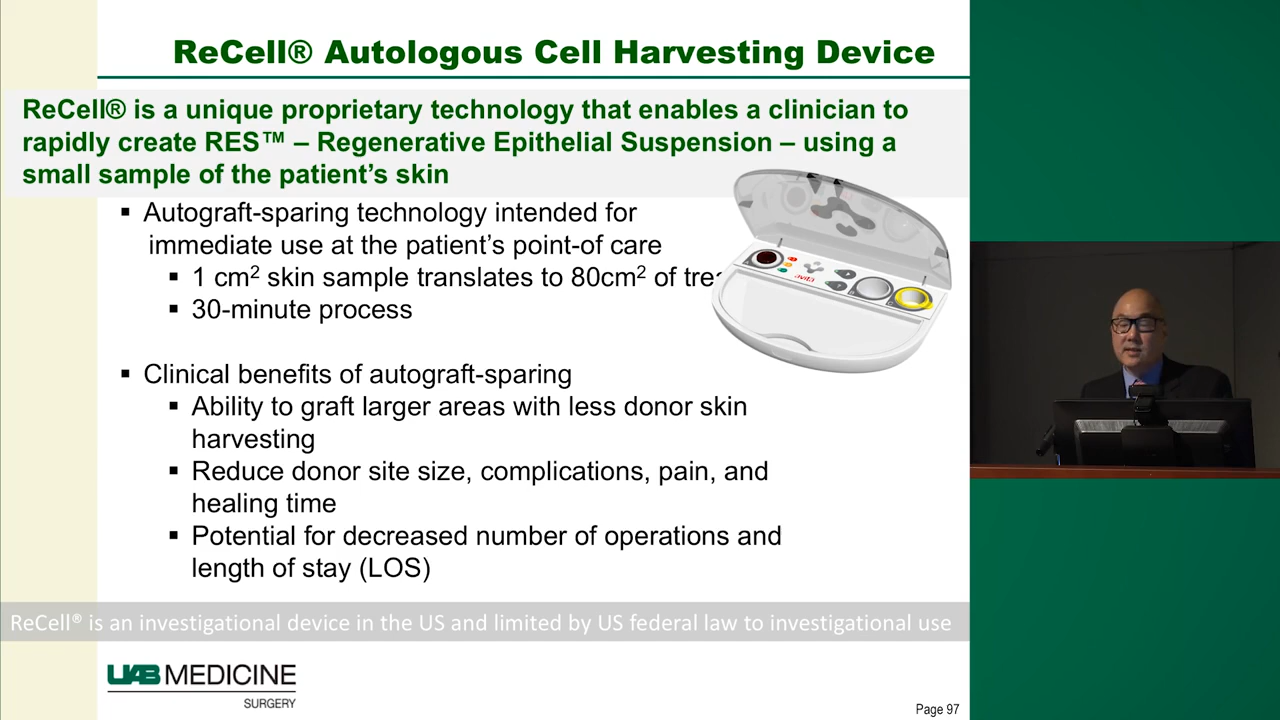 ReCell® Autologous Cell Harvesting Device
ReCell® is a unique proprietary technology that enables a clinician to
rapidly create RES™ – Regenerative Epithelial Suspension – using a
small sample of the patient’s skin
▪ Autograft-sparing technology intended for
immediate use at the patient’s point-of care
▪ 1 cm² skin sample translates to 80cm² of
▪ 30-minute process
▪ Clinical benefits of autograft-sparing
▪ Ability to graft larger areas with less donor skin
harvesting
▪ Reduce donor site size, complications, pain, and
healing time
▪ Potential for decreased number of operations and
length of stay (LOS)
ReCell® is an investigational device in the US and limited by US federal law to investigational use
UAB MEDICINE
SURGERY
Page 97